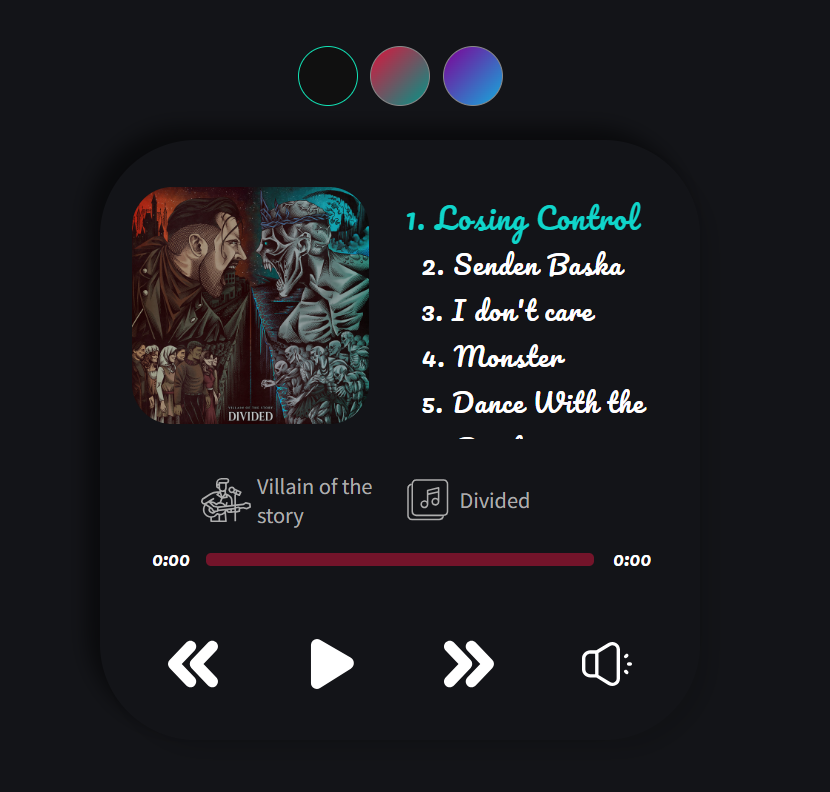 1. Losing Control
2. Senden Baska
3. I don't care
4. Monster
5. Dance With the
VILLAIN OF THE STORY
DIVIDED
Villain of the
story
Divided
0:00
0:00